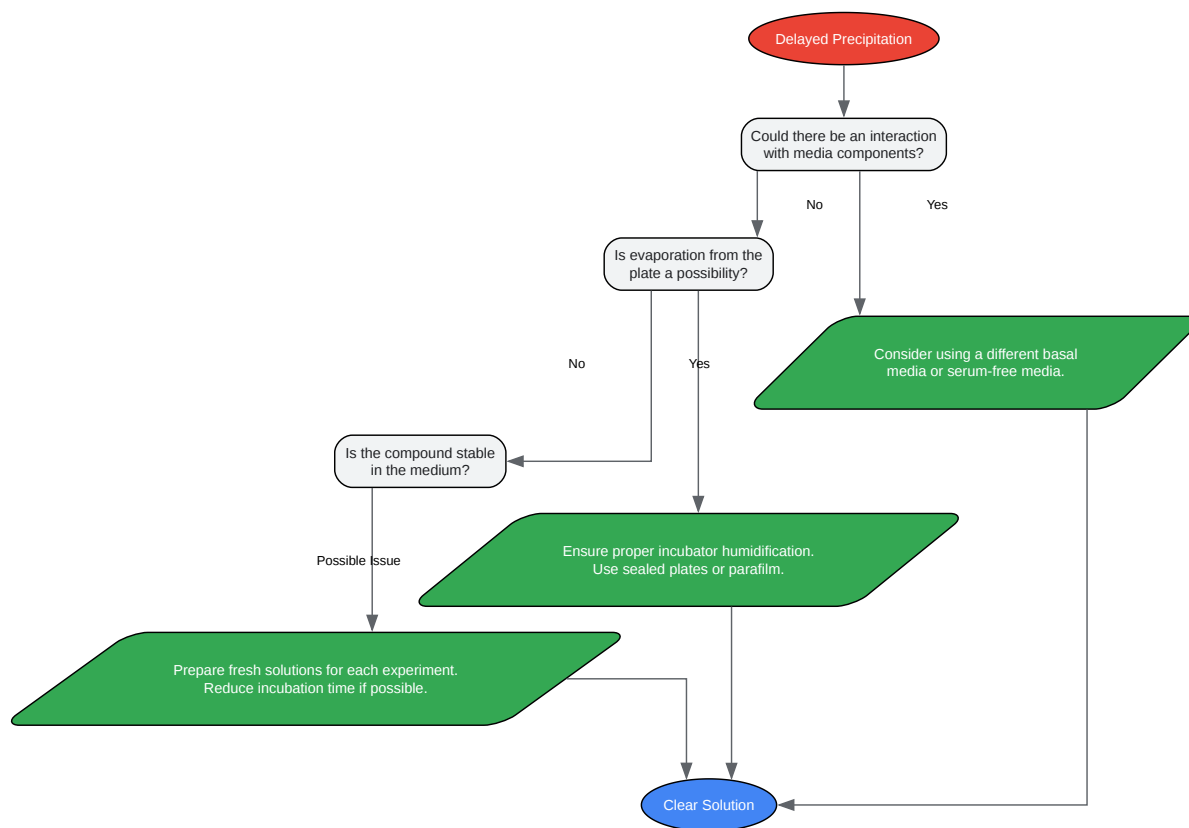 Delayed Precipitation
Could there be an interaction
with media components?
No
Yes
Is evaporation from the
plate a possibility?
Consider using a different basal
media or serum-free media.
No
Yes
Is the compound stable
in the medium?
Ensure proper incubator humidification.
Use sealed plates or parafilm.
Possible Issue
Prepare fresh solutions for each experiment.
Reduce incubation time if possible.
Clear Solution